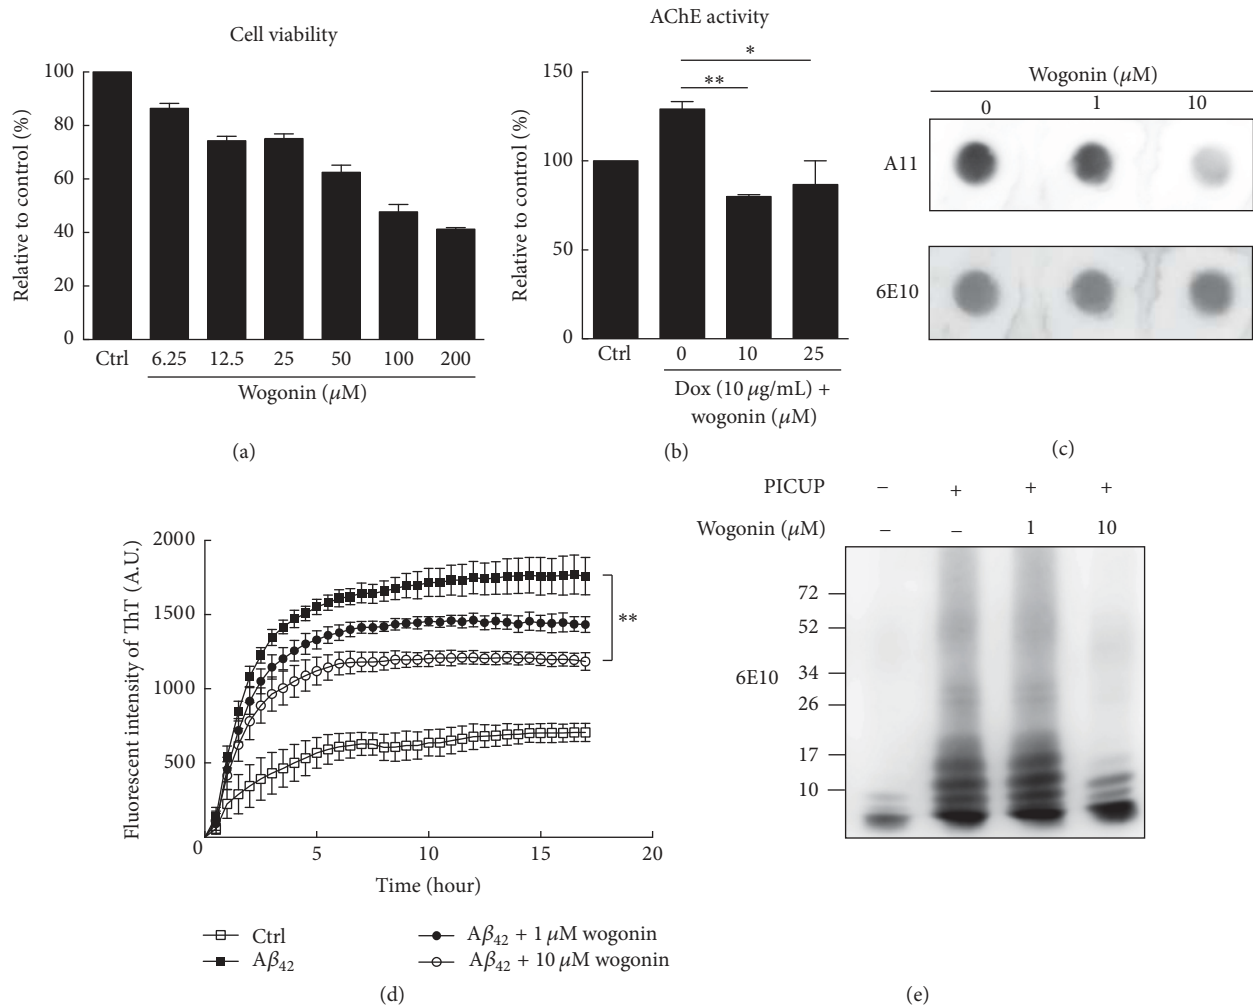 Cell viability
Relative to control (%)
100
80
60
40
20
0
Ctrl 6.25 12.5 25 50 100 200
Wogonin (μM)
(a)
AChE activity
Relative to control (%)
150
100
50
0
*
**
Ctrl 0 10 25
Dox (10 μg/mL) +
wogonin (μM)
(b)
Wogonin (μM)
0 1 10
A11
6E10
(c)
Fluorescent intensity of ThT (A.U.)
2000
1500
1000
500
0 5 10 15 20
**
Time (hour)
Ctrl
Aβ42
Aβ42 + 1 μM wogonin
Aβ42 + 10 μM wogonin
(d)
PICUP − + + +
Wogonin (μM) − − 1 10
72
52
34
26
17
10
6E10
(e)